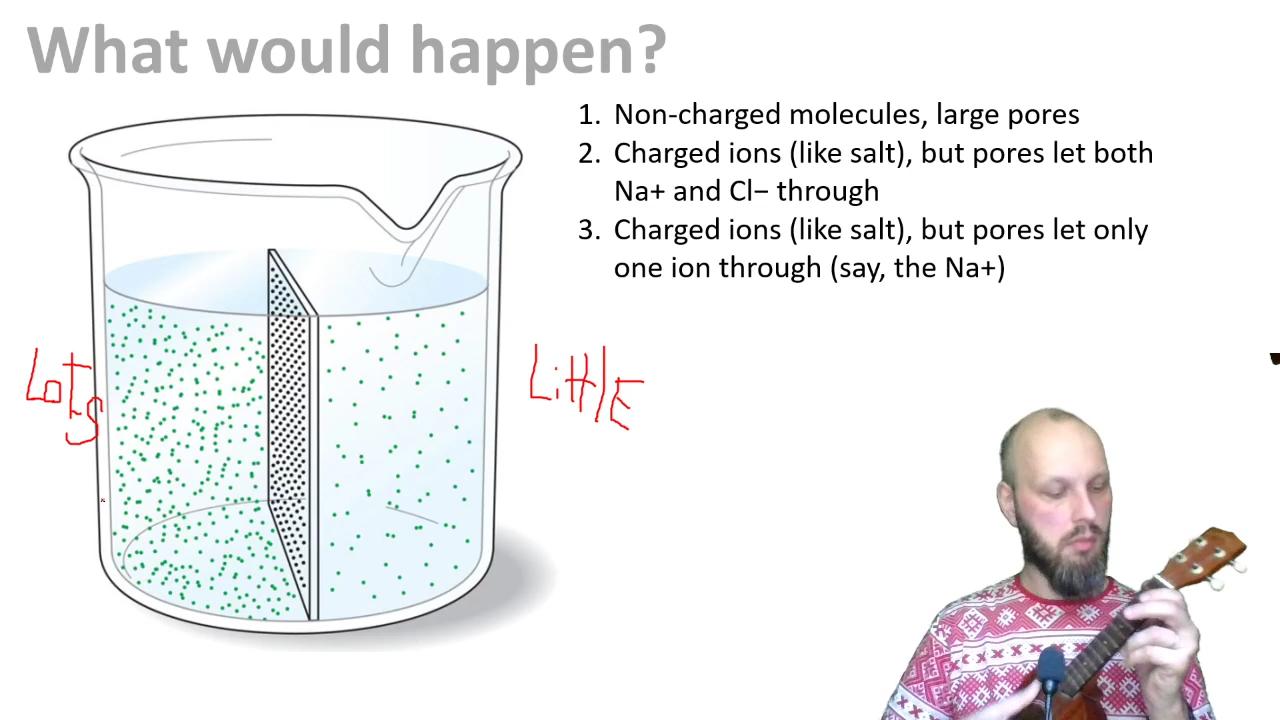 What would happen?
1. Non-charged molecules, large pores
2. Charged ions (like salt), but pores let both
Na+ and Cl− through
3. Charged ions (like salt), but pores let only
one ion through (say, the Na+)
Lots
LittlE